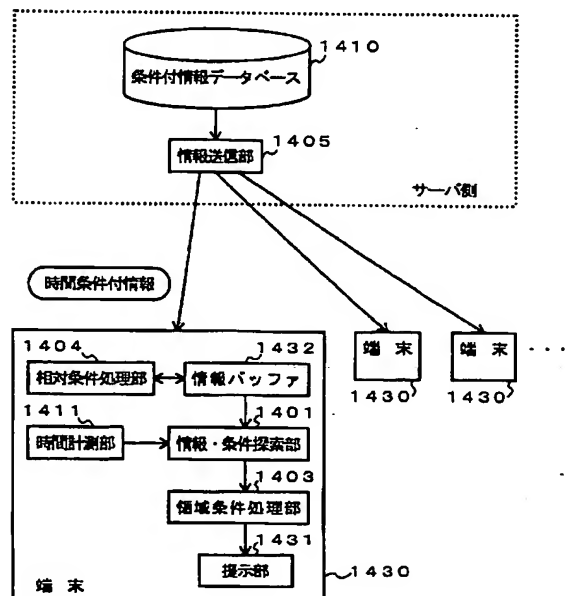 1410
条件付情報データベース
1405
情報送信部
サーバ側
時間条件付情報
1404
1432
相対条件処理部
情報バッファ
端末
端末
・・・
1411
1401
1430
1430
時間計測部
情報・条件探索部
1403
領域条件処理部
1431
提示部
1430
端末